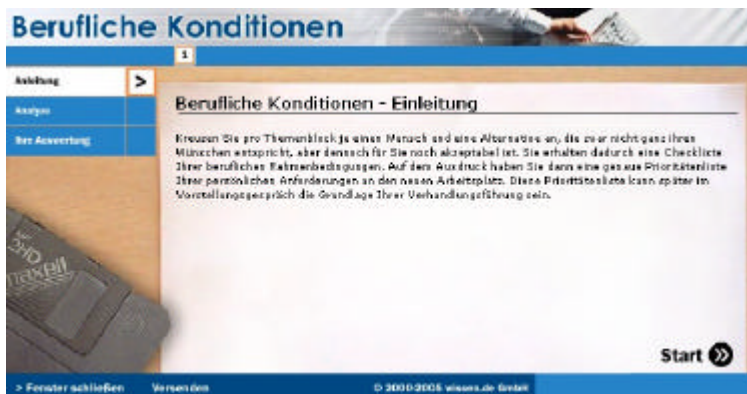 Berufliche Konditionen
1
Anleitung >
Berufliche Konditionen - Einleitung
Analyse
Ihre Auswertung
Kreuzen Sie pro Themenblock je einen Wunsch und eine Alternative an, die zwar nicht ganz Ihren
Wünschen entspricht, aber dennoch für Sie noch akzeptabel ist. Sie erhalten dadurch eine Checkliste
Ihrer beruflichen Rahmenbedingungen. Auf dem Ausdruck haben Sie dann eine genaue Prioritätenliste
Ihrer persönlichen Anforderungen an den neuen Arbeitsplatz. Diese Prioritätenliste kann später im
Vorstellungsgespräch die Grundlage Ihrer Verhandlungsführung sein.
2HD
maxell
Start
> Fenster schließen Versenden © 2000-2005 wissen.de GmbH